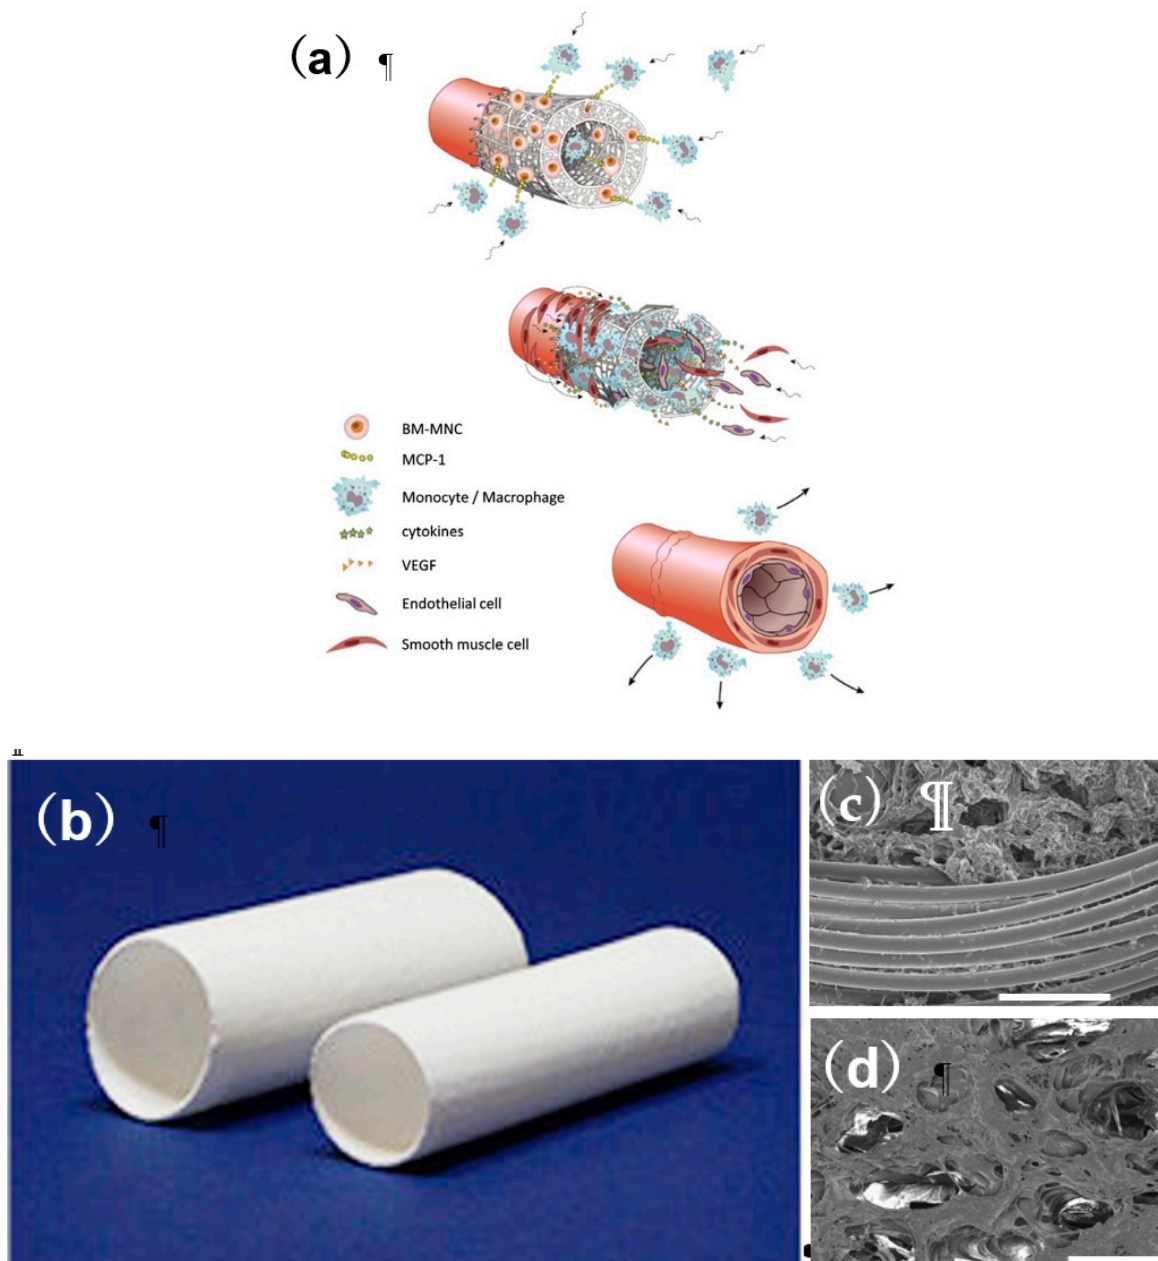 (a) ¶
BM-MNC
MCP-1
Monocyte / Macrophage
cytokines
VEGF
Endothelial cell
Smooth muscle cell
¶
(b) ¶
(c) ¶
(d) ¶